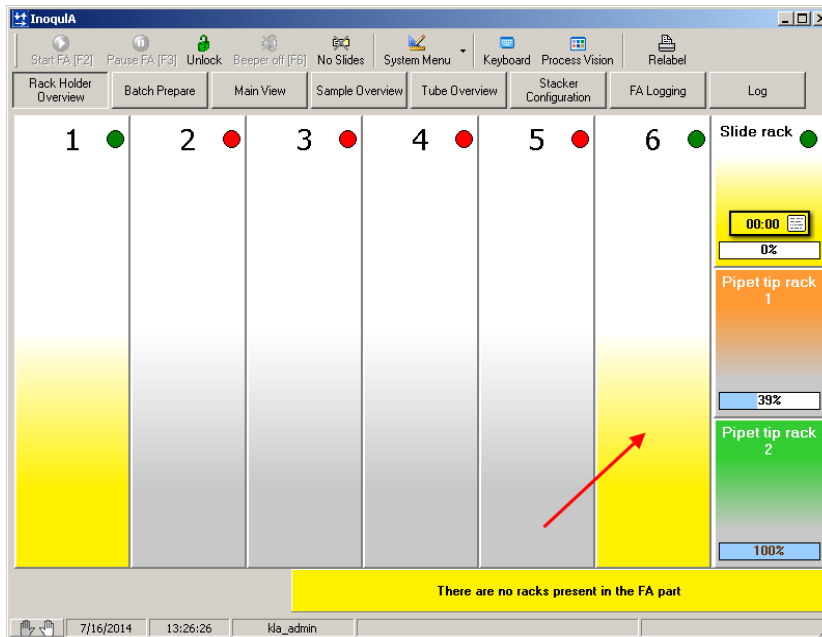 InoqulA
Start FA [F2] Pause FA [F3] Unlock Beeper off [F6] No Slides System Menu Keyboard Process Vision Relabel
Rack Holder Overview Batch Prepare Main View Sample Overview Tube Overview Stacker Configuration FA Logging Log
1 2 3 4 5 6 Slide rack
00:00
0%
Pipet tip rack
1
39%
Pipet tip rack
2
100%
There are no racks present in the FA part
7/16/2014 13:26:26 kla_admin